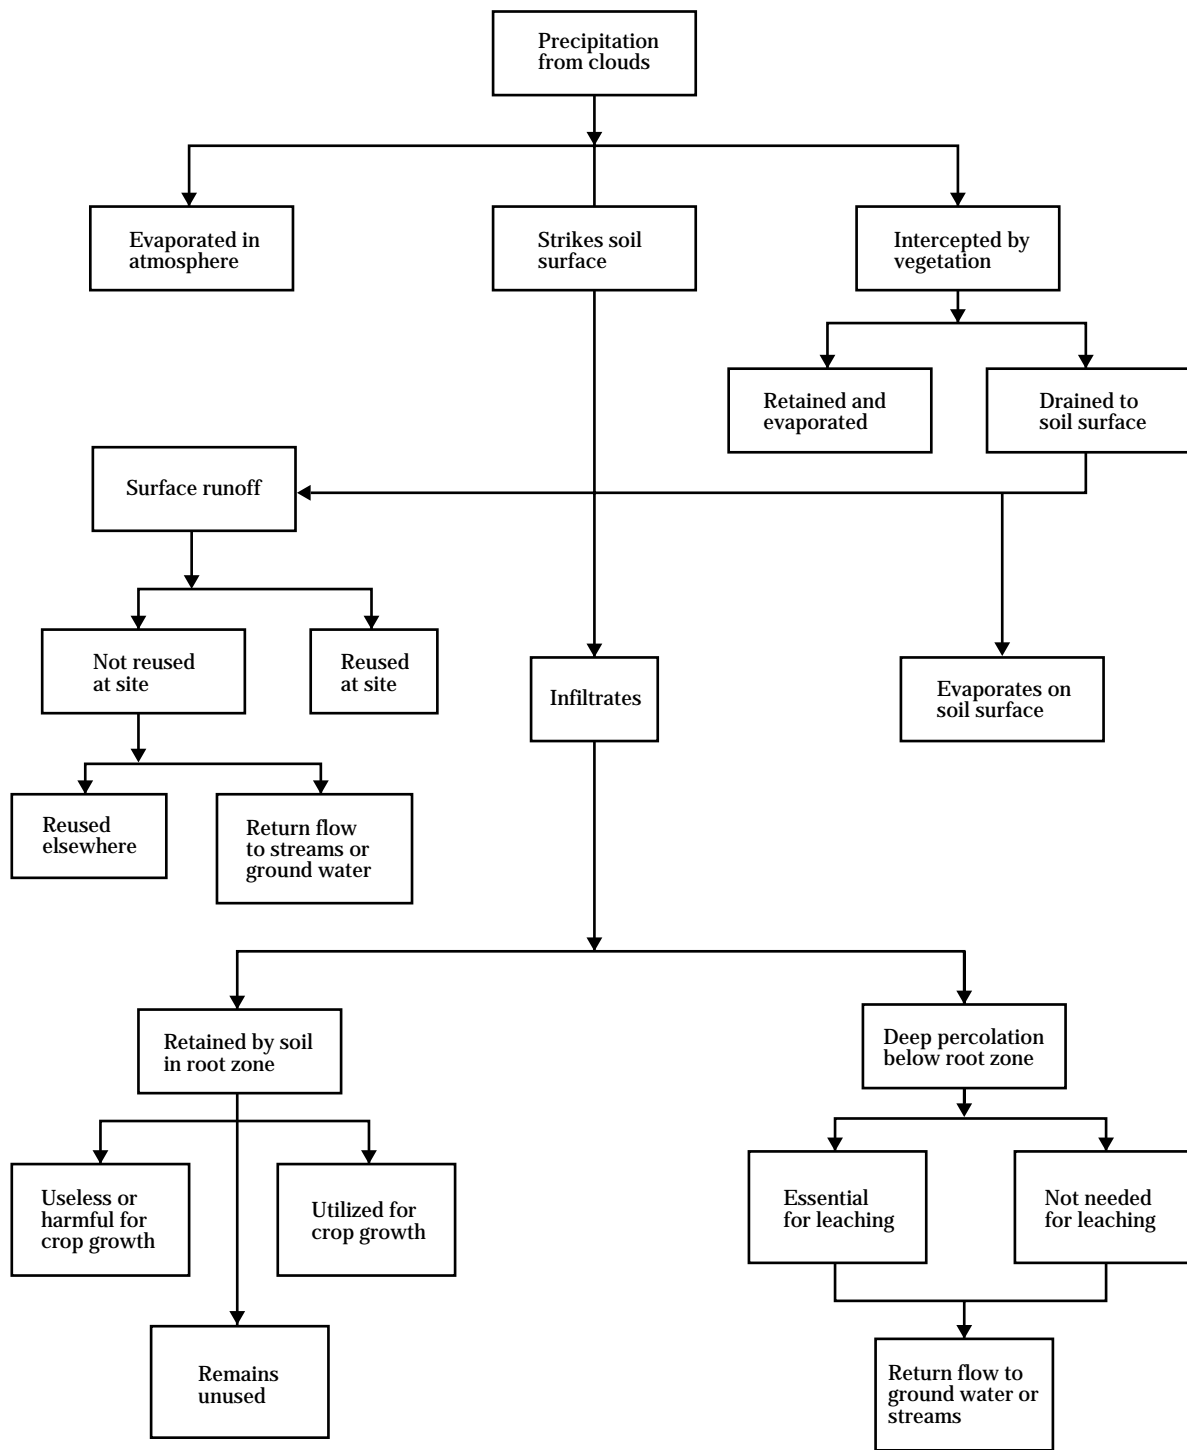 Precipitation
from clouds
Evaporated in
atmosphere
Strikes soil
surface
Intercepted by
vegetation
Retained and
evaporated
Drained to
soil surface
Surface runoff
Not reused
at site
Reused
at site
Infiltrates
Evaporates on
soil surface
Reused
elsewhere
Return flow
to streams or
ground water
Retained by soil
in root zone
Deep percolation
below root zone
Useless or
harmful for
crop growth
Utilized for
crop growth
Essential
for leaching
Not needed
for leaching
Remains
unused
Return flow to
ground water or
streams